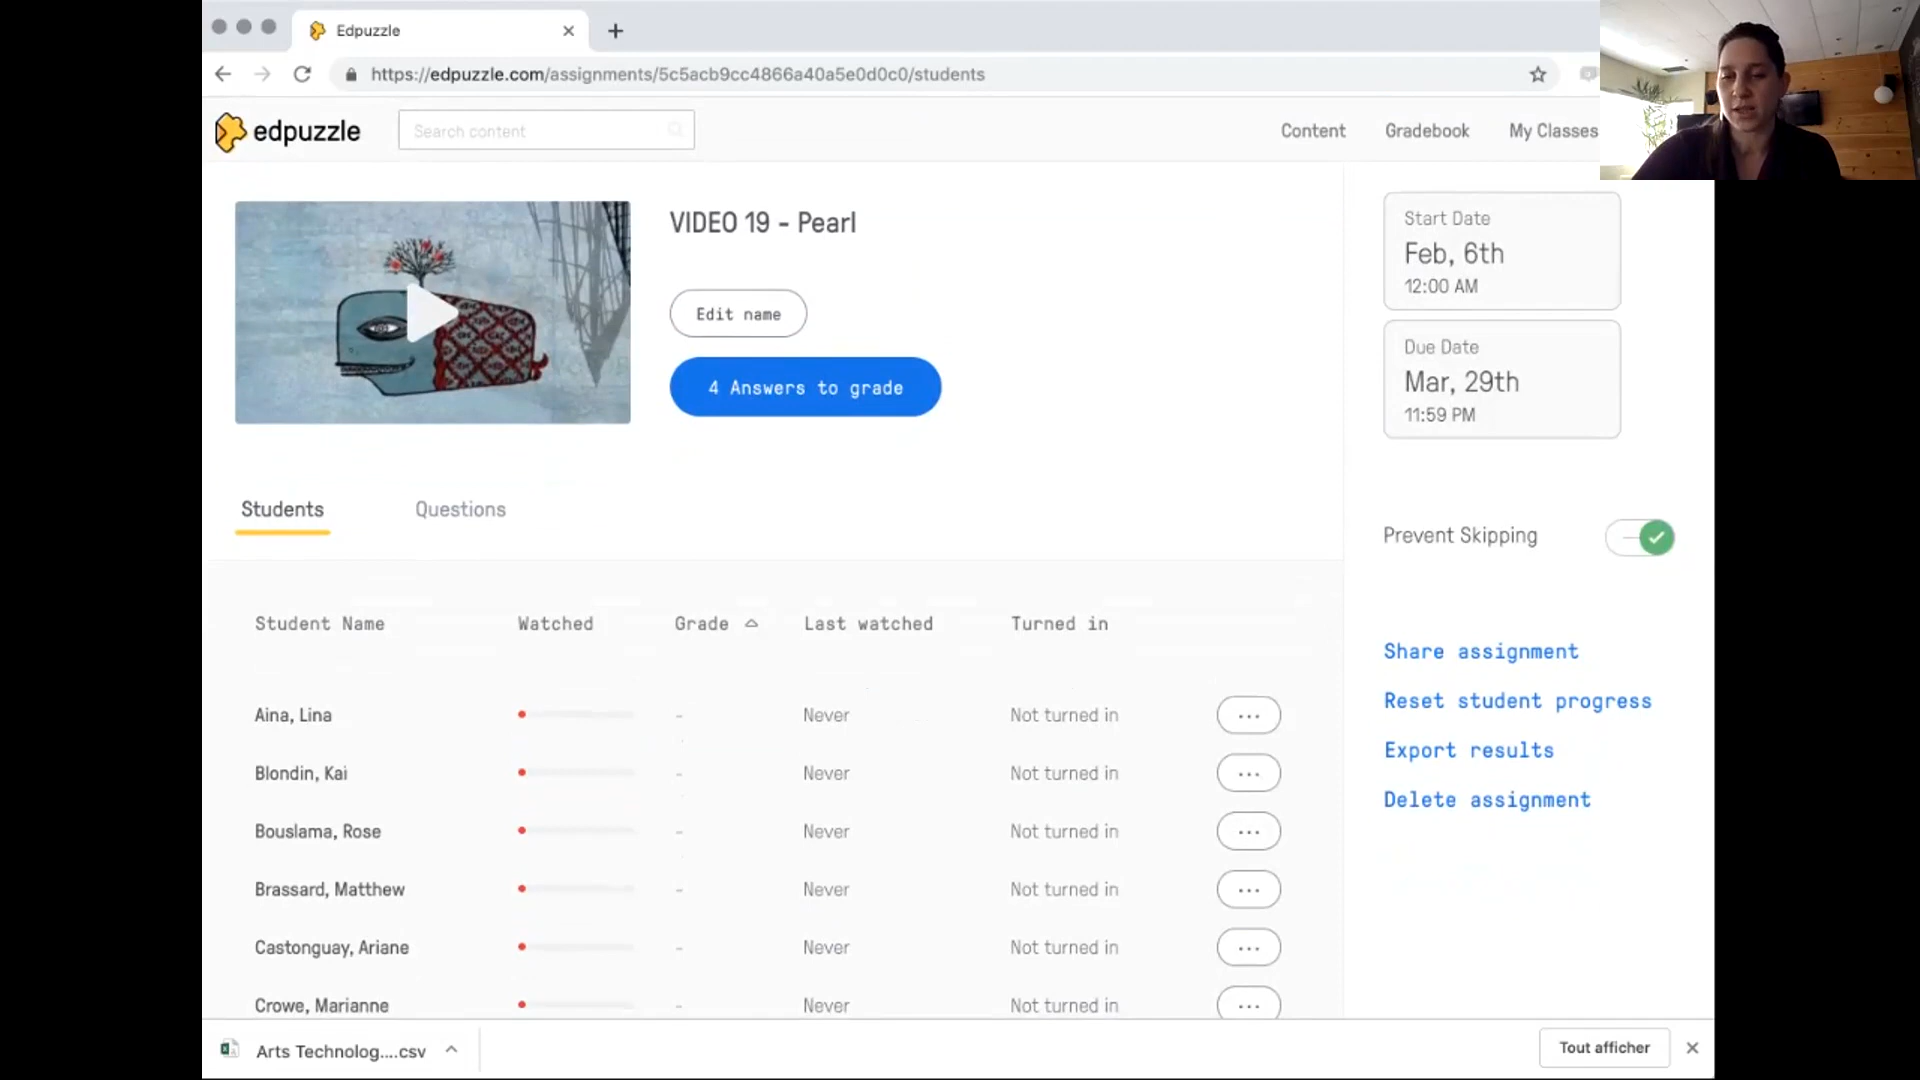 Edpuzzle
https://edpuzzle.com/assignments/5c5acb9cc4866a40a5e0d0c0/students
edpuzzle
Search content
Content
Gradebook
My Classes
VIDEO 19 - Pearl
Edit name
4 Answers to grade
Start Date
Feb, 6th
12:00 AM
Due Date
Mar, 29th
11:59 PM
Students
Questions
Prevent Skipping
Student Name Watched Grade Last watched Turned in
Aina, Lina - Never Not turned in ...
Blondin, Kai - Never Not turned in ...
Bouslama, Rose - Never Not turned in ...
Brassard, Matthew - Never Not turned in ...
Castonguay, Ariane - Never Not turned in ...
Crowe, Marianne - Never Not turned in ...
Share assignment
Reset student progress
Export results
Delete assignment
Arts Technolog....csv
Tout afficher